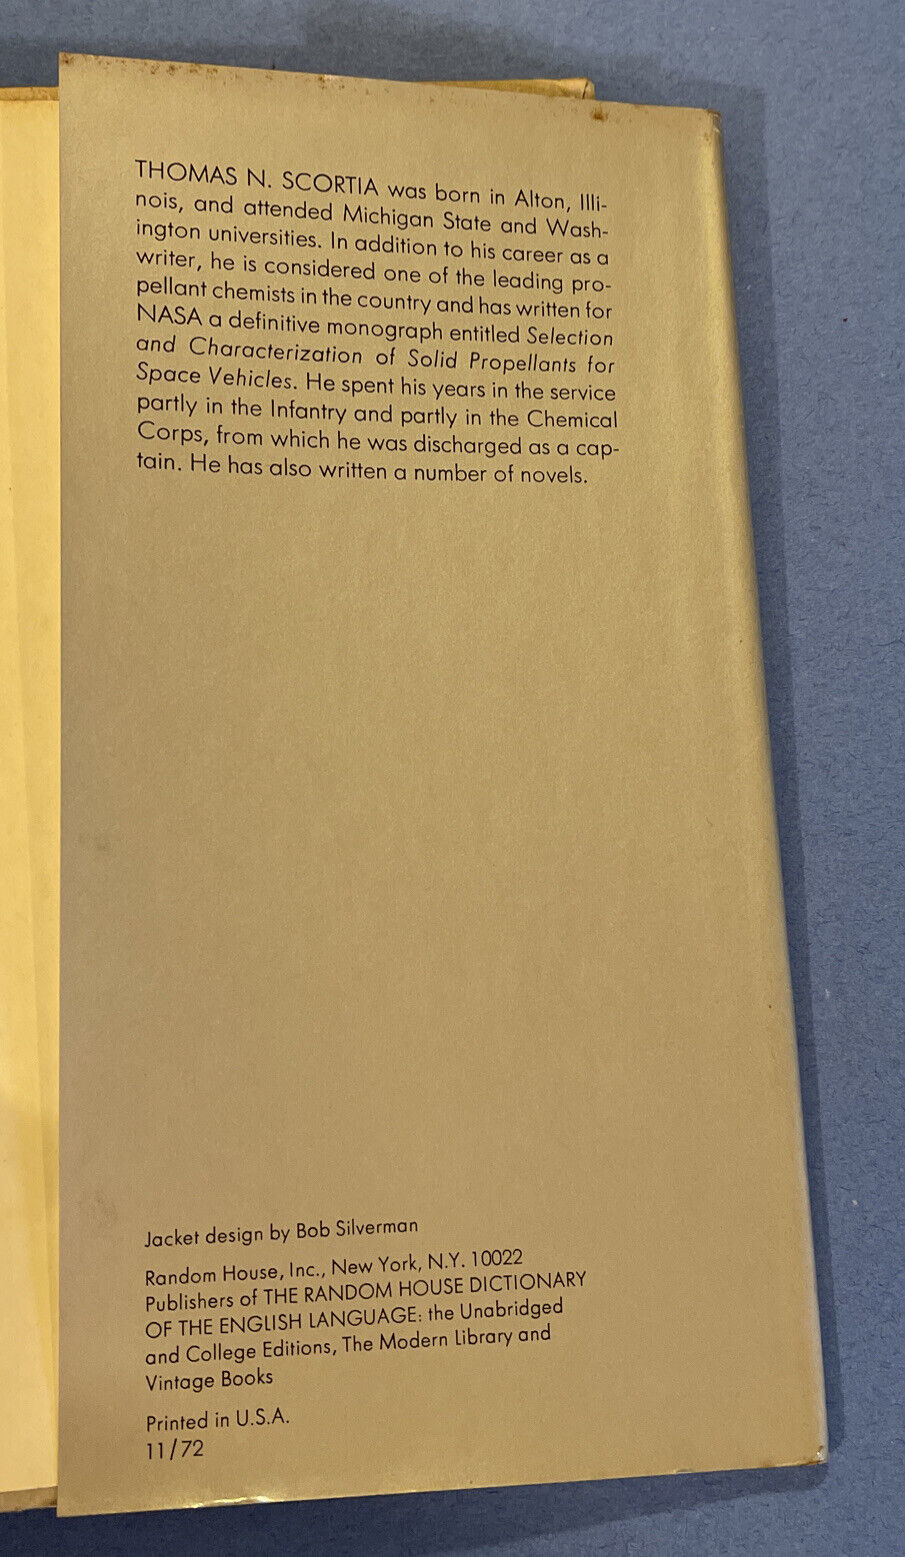 THOMAS N. SCORTIA was born in Alton, Illi-
nois, and attended Michigan State and Wash-
ington universities. In addition to his career as a
writer, he is considered one of the leading pro-
pellant chemists in the country and has written for
NASA a definitive monograph entitled Selection
and Characterization of Solid Propellants for
Space Vehicles. He spent his years in the service
partly in the Infantry and partly in the Chemical
Corps, from which he was discharged as a cap-
tain. He has also written a number of novels.
Jacket design by Bob Silverman
Random House, Inc., New York, N.Y. 10022
Publishers of THE RANDOM HOUSE DICTIONARY
OF THE ENGLISH LANGUAGE: the Unabridged
and College Editions, The Modern Library and
Vintage Books
Printed in U.S.A.
11/72